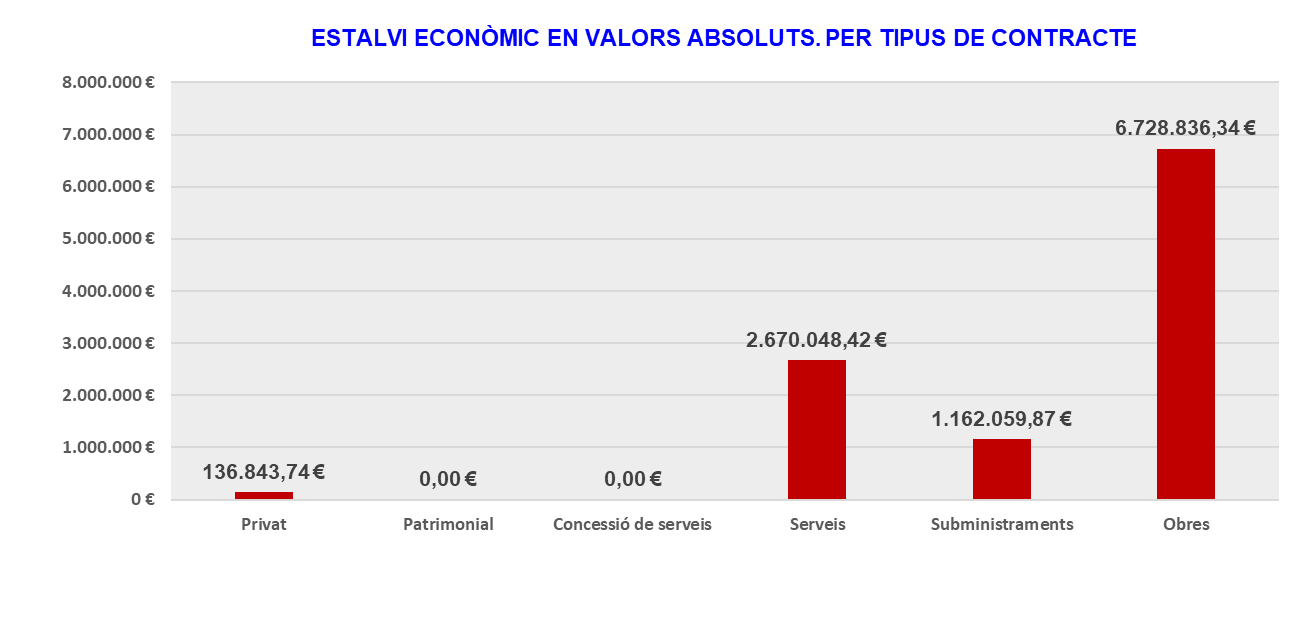 ESTALVI ECONÒMIC EN VALORS ABSOLUTS. PER TIPUS DE CONTRACTE
8.000.000 €
7.000.000 €
6.000.000 €
5.000.000 €
4.000.000 €
3.000.000 €
2.000.000 €
1.000.000 €
0 €
136.843,74 €
0,00 €
0,00 €
2.670.048,42 €
1.162.059,87 €
6.728.836,34 €
Privat
Patrimonial
Concessió de serveis
Serveis
Subministraments
Obres